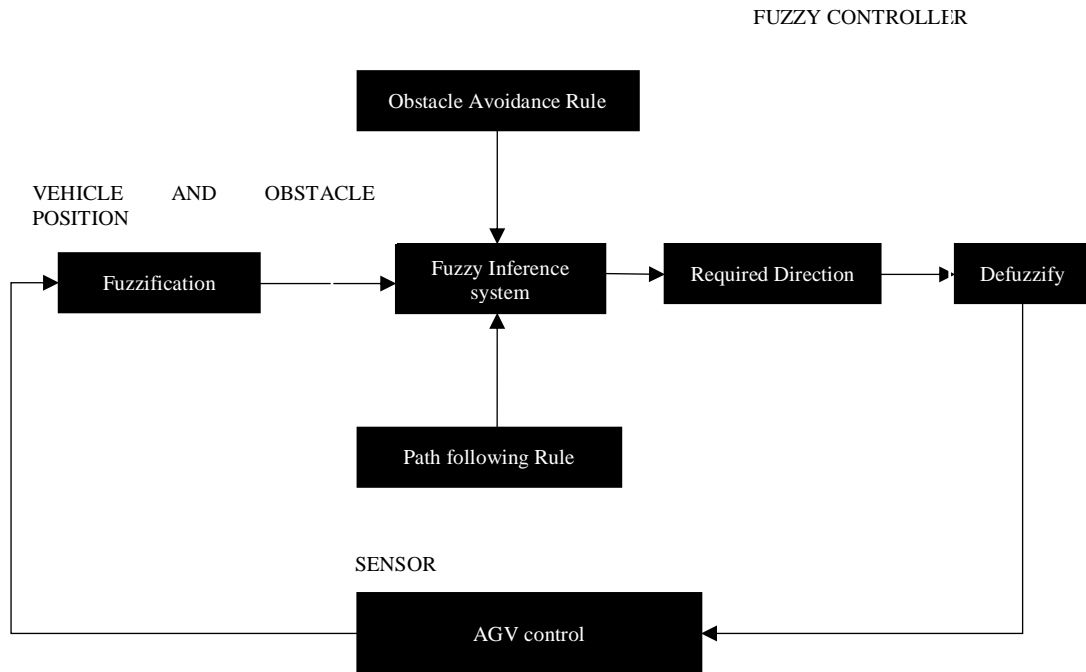 FUZZY CONTROLLER
Obstacle Avoidance Rule
VEHICLE AND OBSTACLE
POSITION
Fuzzification
Fuzzy Inference
system
Required Direction
Defuzzify
Path following Rule
SENSOR
AGV control